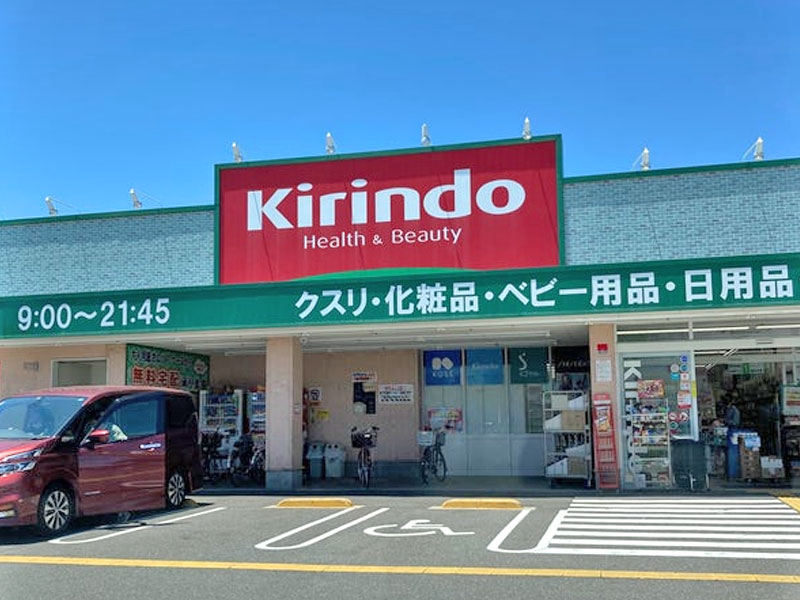 Kirindo
Health & Beauty
9:00～21:45
クスリ・化粧品・ベビー用品・日用品
無料宅配
KOSÉ
Kirindo
S